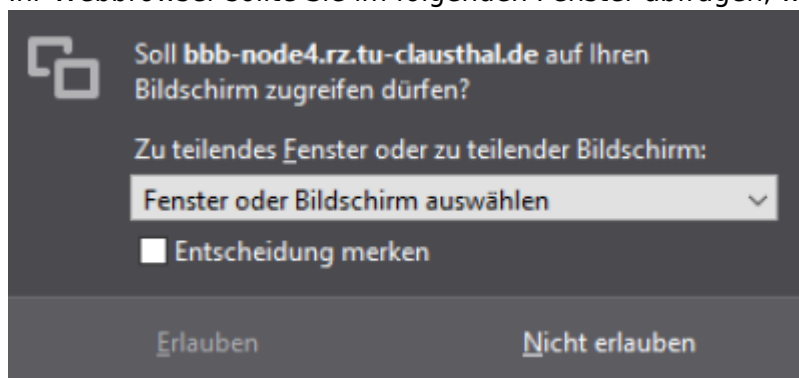 Soll bbb-node4.rz.tu-clausthal.de auf Ihren
Bildschirm zugreifen dürfen?
Zu teilendes Fenster oder zu teilender Bildschirm:
Fenster oder Bildschirm auswählen
Entscheidung merken
Erlauben Nicht erlauben